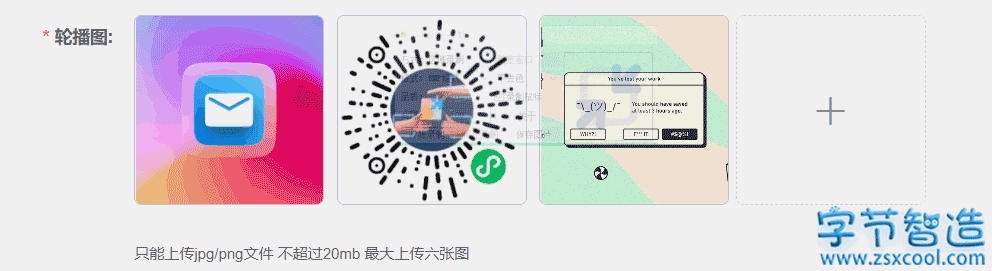 * 轮播图:
You've lost your work
¯\_(ツ)_/¯
You should have saved
at least 3 hours ago.
WHY?!
F*** IT
#$@%!
只能上传jpg/png文件 不超过20mb 最大上传六张图
字节智造
www.zsxcool.com